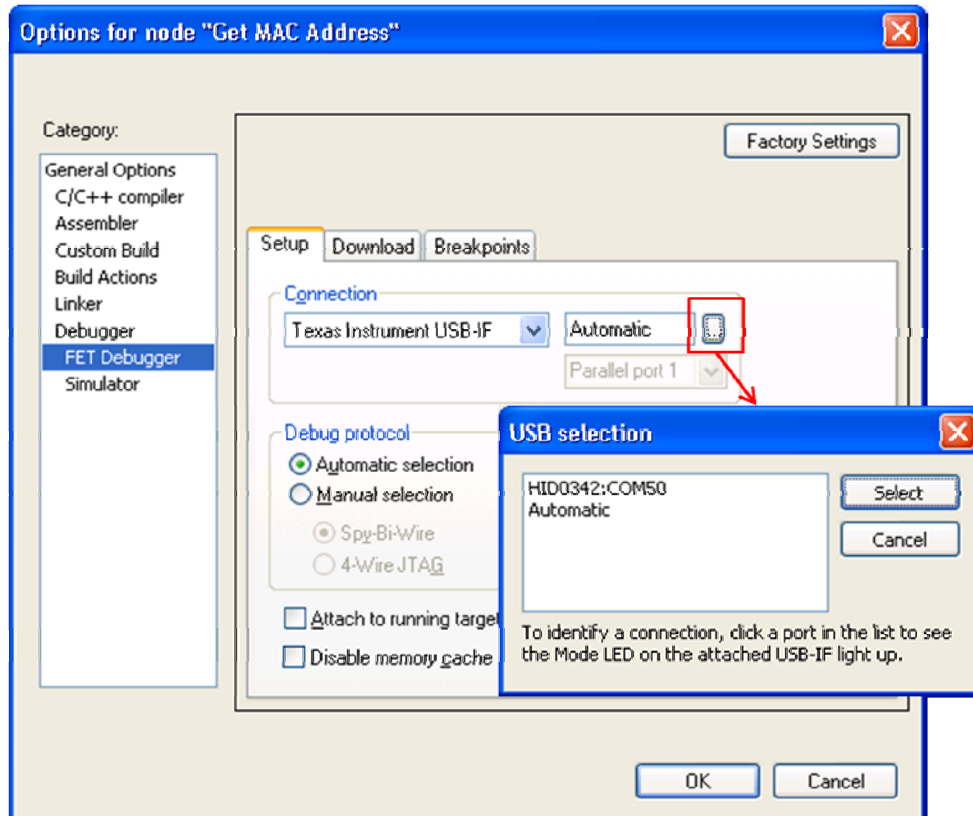 Options for node "Get MAC Address"
Category:
Factory Settings
General Options
C/C++ compiler
Assembler
Custom Build
Build Actions
Linker
Debugger
FET Debugger
Simulator
Setup Download Breakpoints
Connection
Texas Instrument USB-IF Automatic
Parallel port 1
Debug protocol
Automatic selection
Manual selection
Spy-Bi-Wire
4-Wire JTAG
Attach to running target
Disable memory cache
USB selection
HID0342:COM50
Automatic
Select
Cancel
To identify a connection, click a port in the list to see
the Mode LED on the attached USB-IF light up.
OK Cancel